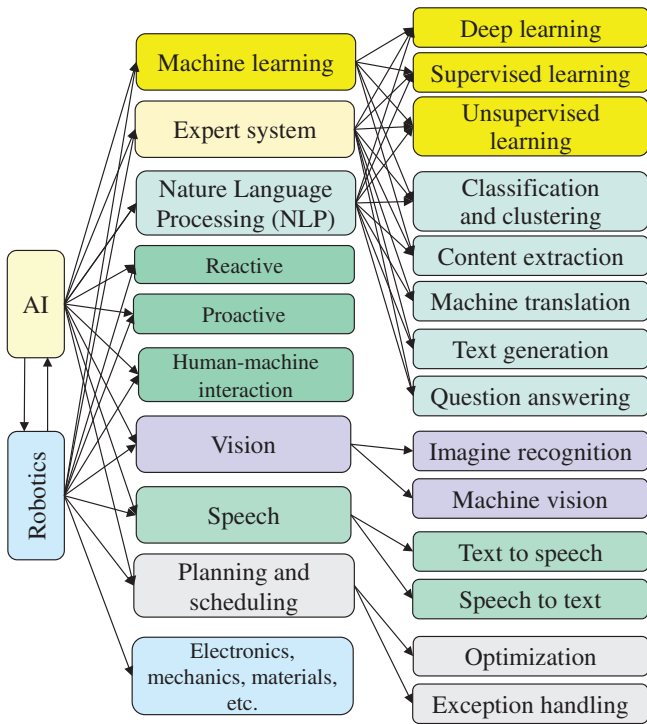 AI
Robotics
Machine learning
Expert system
Nature Language
Processing (NLP)
Reactive
Proactive
Human-machine
interaction
Vision
Speech
Planning and
scheduling
Electronics,
mechanics, materials,
etc.
Deep learning
Supervised learning
Unsupervised
learning
Classification
and clustering
Content extraction
Machine translation
Text generation
Question answering
Imagine recognition
Machine vision
Text to speech
Speech to text
Optimization
Exception handling